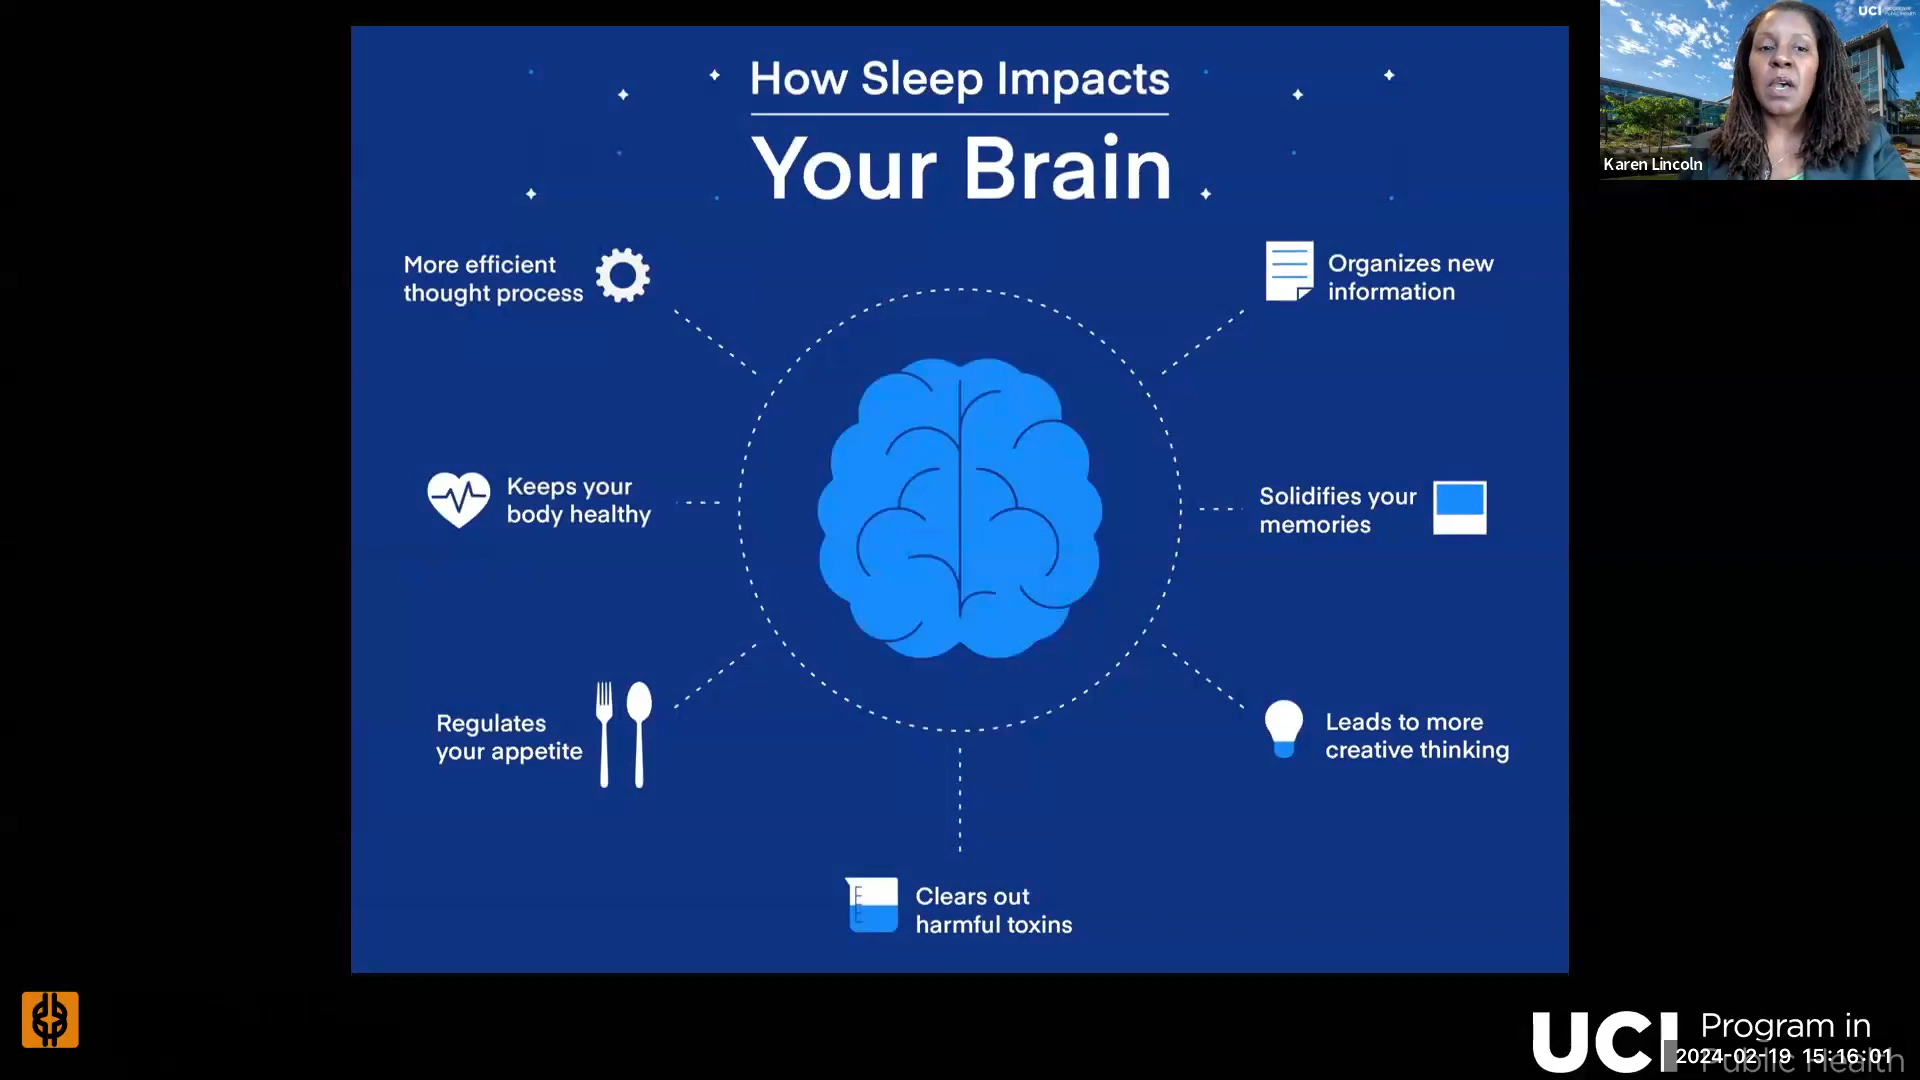 How Sleep Impacts
Your Brain
More efficient
thought process
Organizes new
information
Keeps your
body healthy
Solidifies your
memories
Regulates
your appetite
Leads to more
creative thinking
Clears out
harmful toxins
UCI
Karen Lincoln
UCI Program in
Public Health
2024-02-19 15:16:01